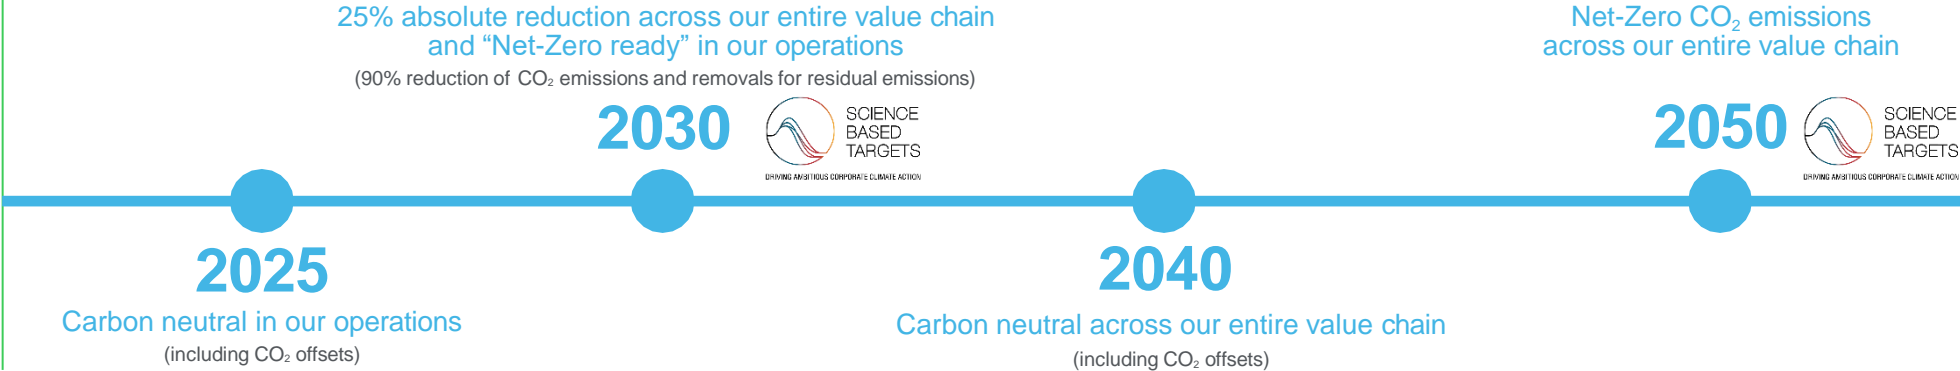 25% absolute reduction across our entire value chain
and “Net-Zero ready” in our operations
(90% reduction of CO₂ emissions and removals for residual emissions)
2030
SCIENCE
BASED
TARGETS
DRIVING AMBITIOUS CORPORATE CLIMATE ACTION
Net-Zero CO₂ emissions
across our entire value chain
2050
SCIENCE
BASED
TARGETS
DRIVING AMBITIOUS CORPORATE CLIMATE ACTION
2025
Carbon neutral in our operations
(including CO₂ offsets)
2040
Carbon neutral across our entire value chain
(including CO₂ offsets)